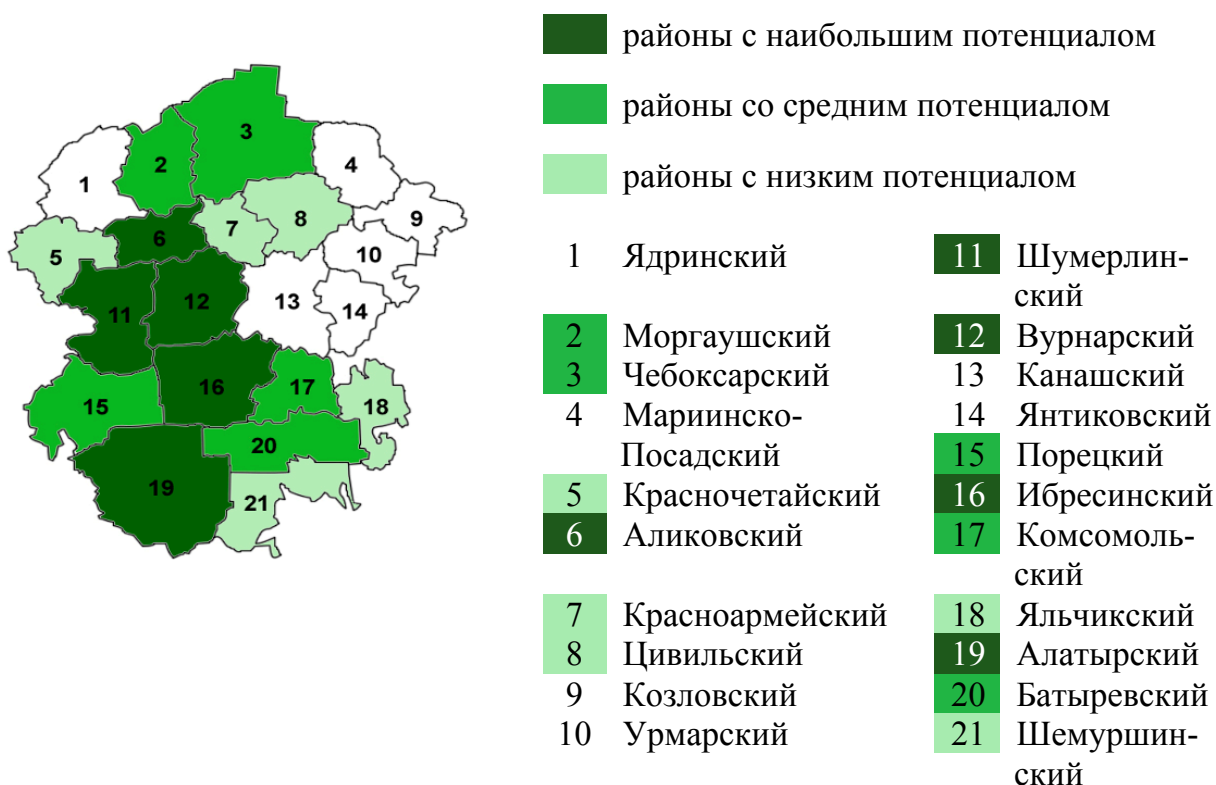 районы с наибольшим потенциалом
районы со средним потенциалом
районы с низким потенциалом
3
2
4
1
7
8
9
5
6
10
12
13
11
14
16
17
15
18
20
19
21
1 Ядринский
11 Шумерлин-
ский
2 Моргаушский
12 Вурнарский
3 Чебоксарский
13 Канашский
4 Мариинско-
Посадский
14 Янтиковский
15 Порецкий
5 Красночетайский
16 Ибресинский
6 Аликовский
17 Комсомоль-
ский
7 Красноармейский
18 Яльчикский
8 Цивильский
19 Алатырский
9 Козловский
20 Батыревский
10 Урмарский
21 Шемуршин-
ский